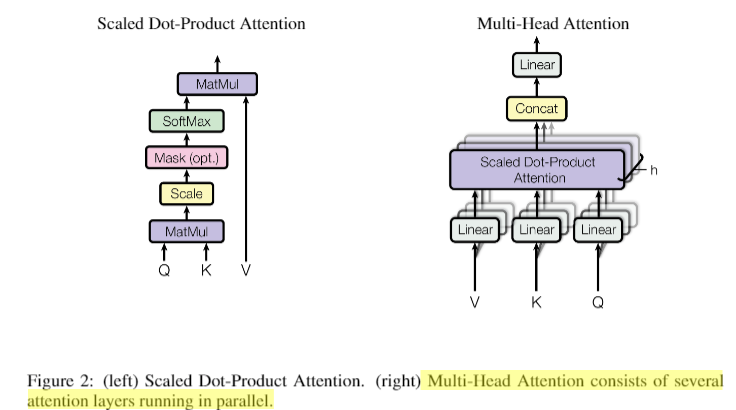 Scaled Dot-Product Attention
MatMul
SoftMax
Mask (opt.)
Scale
MatMul
Q K V
Multi-Head Attention
Linear
Concat
Scaled Dot-Product
Attention
h
Linear Linear Linear
V K Q
Figure 2: (left) Scaled Dot-Product Attention. (right) Multi-Head Attention consists of several
attention layers running in parallel.